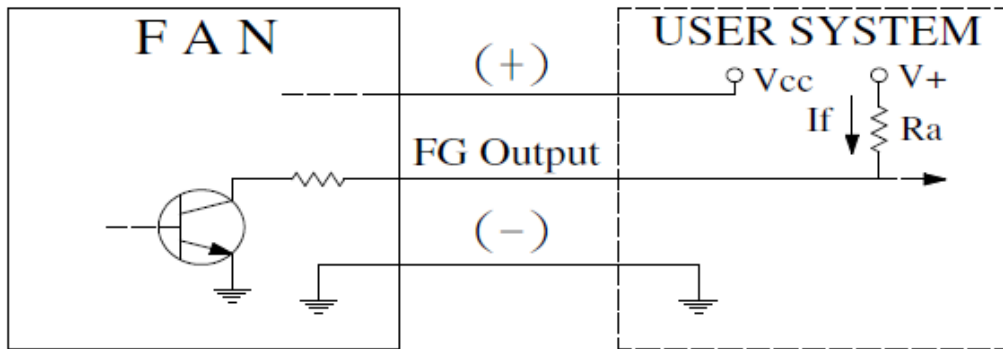 F A N
USER SYSTEM
(+)
Vcc
V+
If
Ra
FG Output
(-)